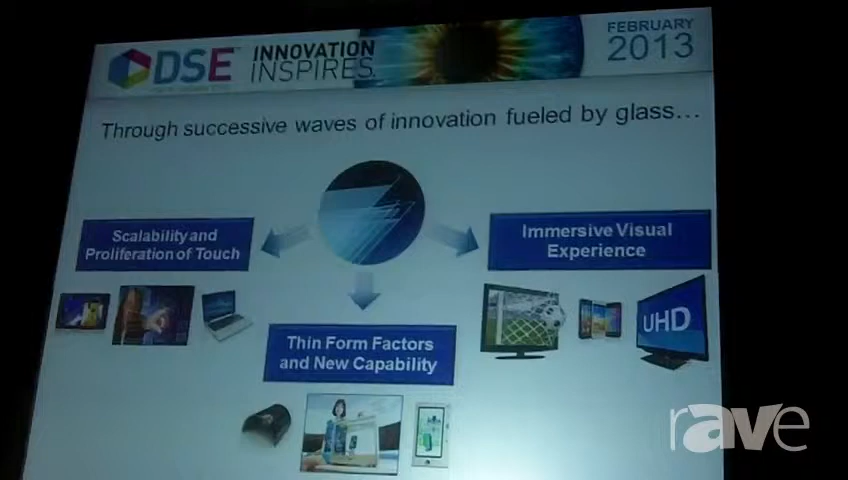 DSE
INNOVATION
INSPIRES.
FEBRUARY
2013
Through successive waves of innovation fueled by glass...
Scalability and
Proliferation of Touch
Immersive Visual
Experience
Thin Form Factors
and New Capability
UHD
rave